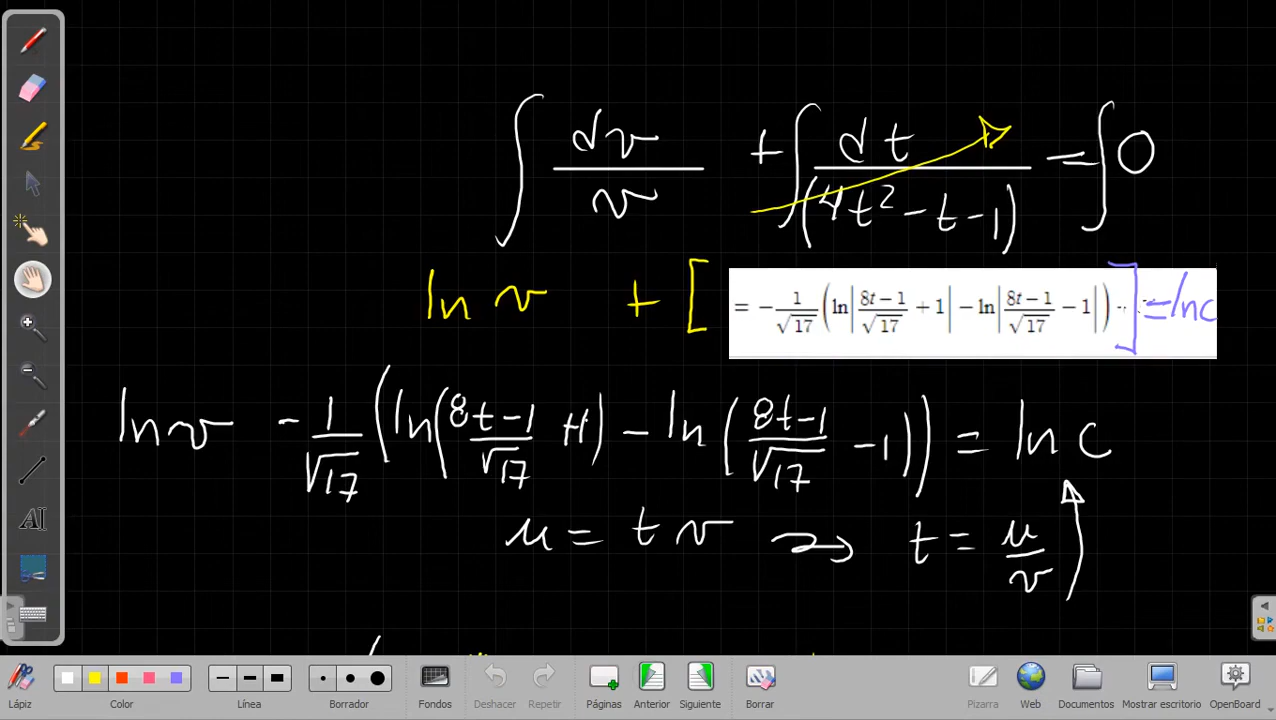 ∫ dv/v + ∫ dt/(4t² - t - 1) = ∫ 0
ln v + [ = -1/√17 (ln|8t-1/√17 + 1| - ln|8t-1/√17 - 1|) ] = ln c
ln v - 1/√17 (ln(8t-1/√17 + 1) - ln(8t-1/√17 - 1)) = ln c
u = t v → t = u/v
Color
Línea
Borrador
Fondos
Deshacer
Repetir
Páginas
Anterior
Siguiente
Borrar
Pizarra
Web
Documentos
Mostrar escritorio
OpenBoard